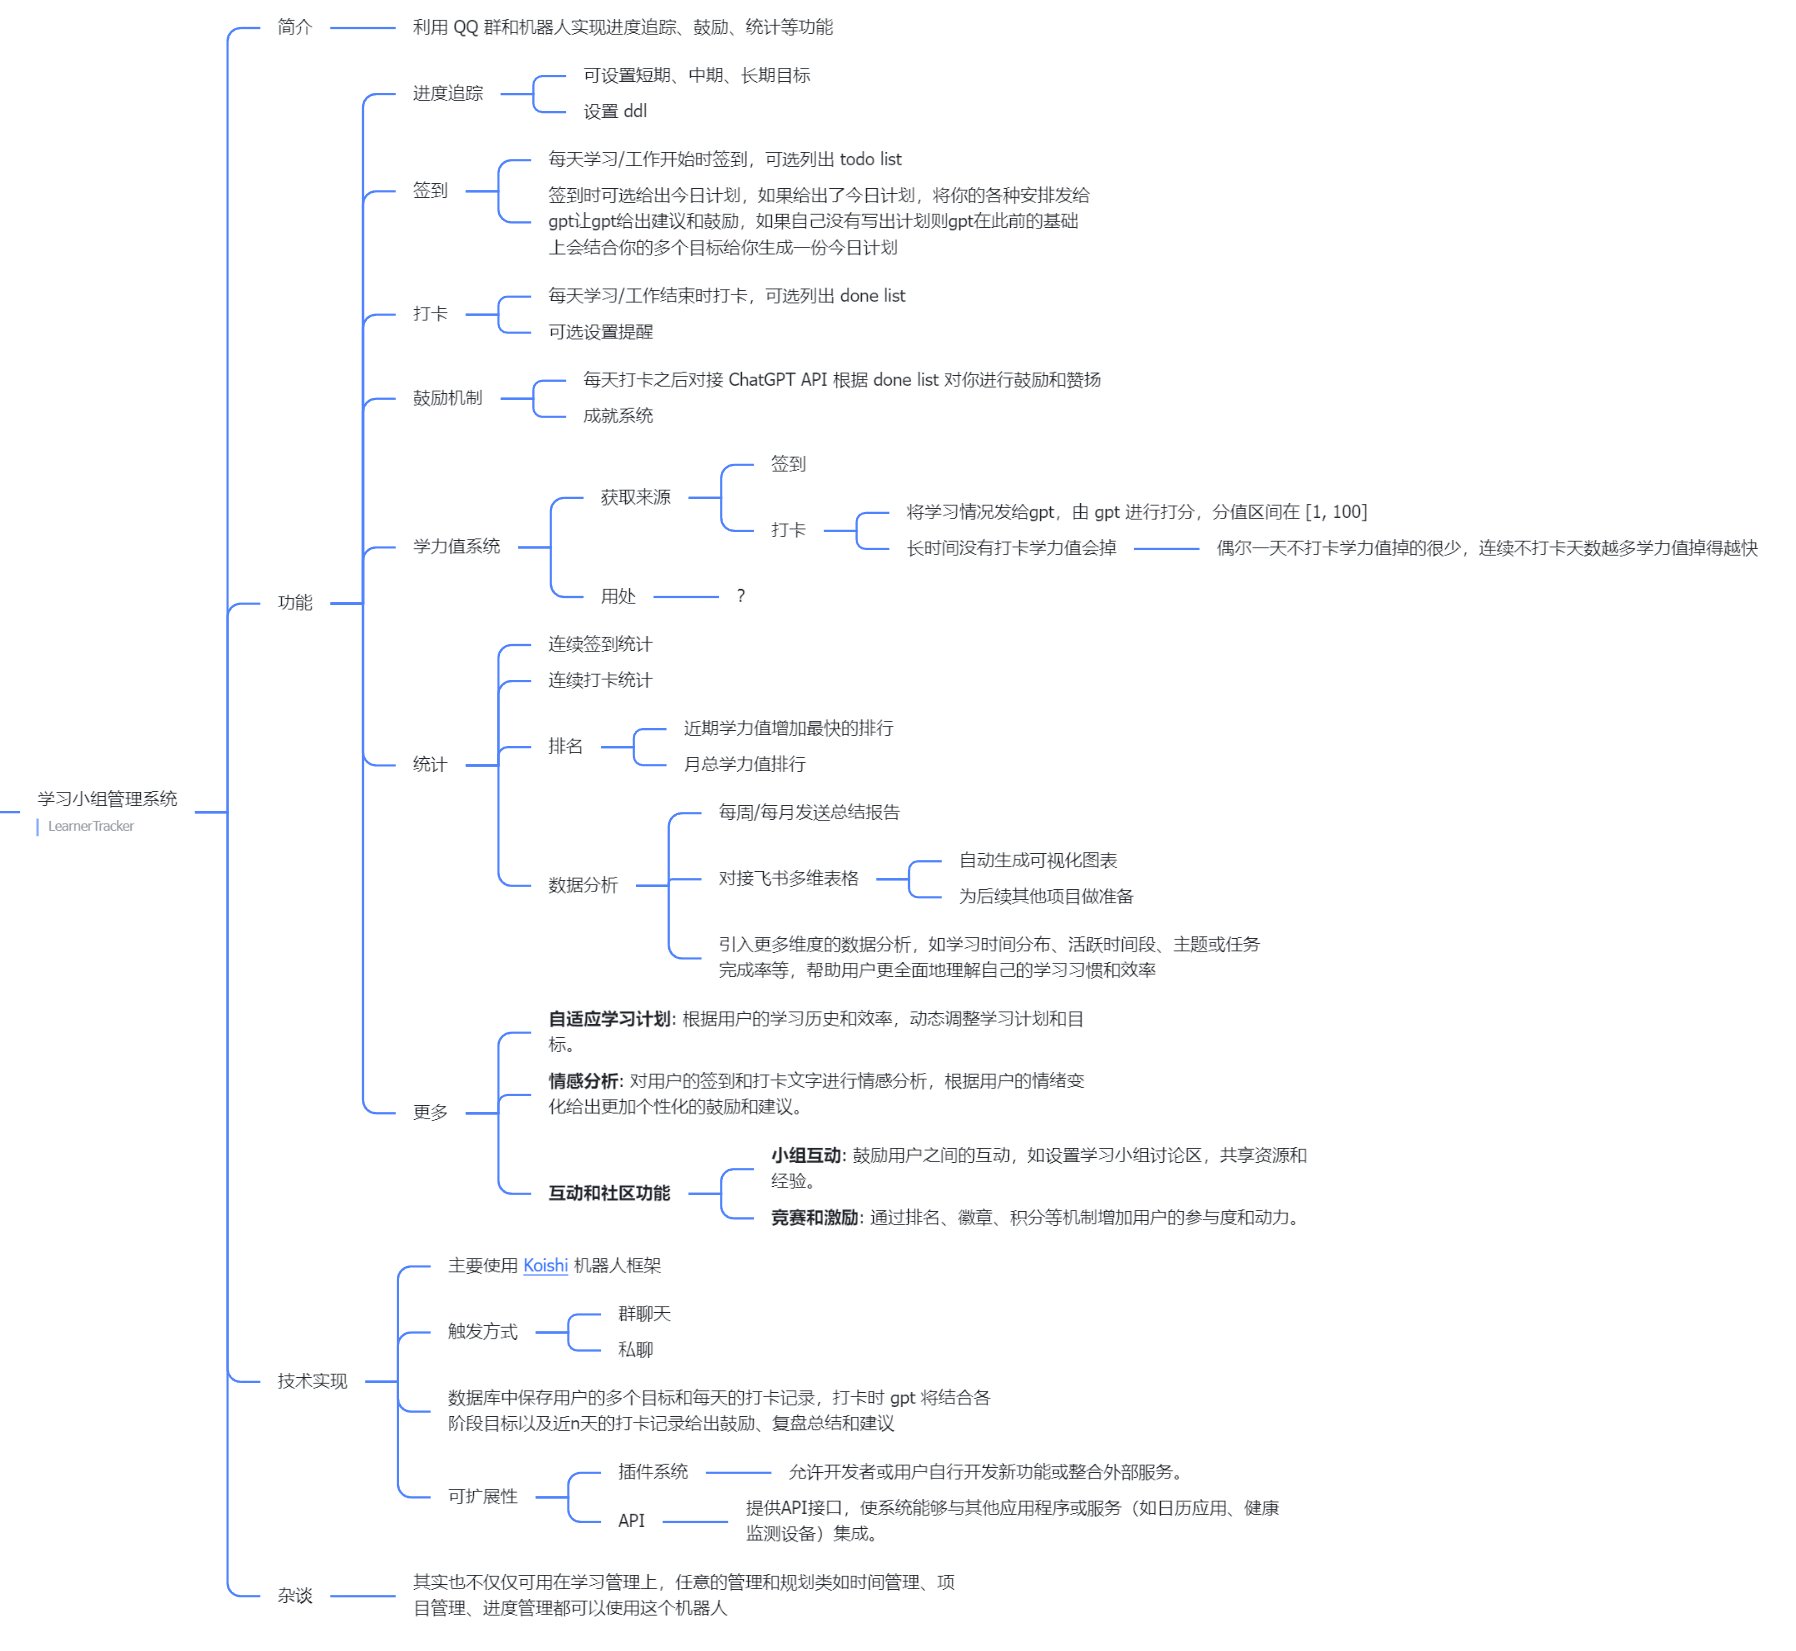 简介
利用 QQ 群和机器人实现进度追踪、鼓励、统计等功能
进度追踪
可设置短期、中期、长期目标
设置 ddl
签到
每天学习/工作开始时签到，可选列出 todo list
签到时可选给出今日计划，如果给出了今日计划，将你的各种安排发给
gpt让gpt给出建议和鼓励，如果自己没有写出计划则gpt在此前的基础
上会结合你的多个目标给你生成一份今日计划
打卡
每天学习/工作结束时打卡，可选列出 done list
可选设置提醒
鼓励机制
每天打卡之后对接 ChatGPT API 根据 done list 对你进行鼓励和赞扬
成就系统
学力值系统
获取来源
签到
打卡
将学习情况发给gpt，由 gpt 进行打分，分值区间在 [1, 100]
长时间没有打卡学力值会掉
偶尔一天不打卡学力值掉的很少，连续不打卡天数越多学力值掉得越快
用处
?
功能
统计
连续签到统计
连续打卡统计
排名
近期学力值增加最快的排行
月总学力值排行
数据分析
每周/每月发送总结报告
对接飞书多维表格
自动生成可视化图表
为后续其他项目做准备
引入更多维度的数据分析，如学习时间分布、活跃时间段、主题或任务
完成率等，帮助用户更全面地理解自己的学习习惯和效率
学习小组管理系统
LearnerTracker
更多
自适应学习计划: 根据用户的学习历史和效率，动态调整学习计划和目
标。
情感分析: 对用户的签到和打卡文字进行情感分析，根据用户的情绪变
化给出更加个性化的鼓励和建议。
互动和社区功能
小组互动: 鼓励用户之间的互动，如设置学习小组讨论区，共享资源和
经验。
竞赛和激励: 通过排名、徽章、积分等机制增加用户的参与度和动力。
技术实现
主要使用 Koishi 机器人框架
触发方式
群聊天
私聊
数据库中保存用户的多个目标和每天的打卡记录，打卡时 gpt 将结合各
阶段目标以及近n天的打卡记录给出鼓励、复盘总结和建议
可扩展性
插件系统
允许开发者或用户自行开发新功能或整合外部服务。
API
提供API接口，使系统能够与其他应用程序或服务（如日历应用、健康
监测设备）集成。
杂谈
其实也不仅仅可用在学习管理上，任意的管理和规划类如时间管理、项
目管理、进度管理都可以使用这个机器人